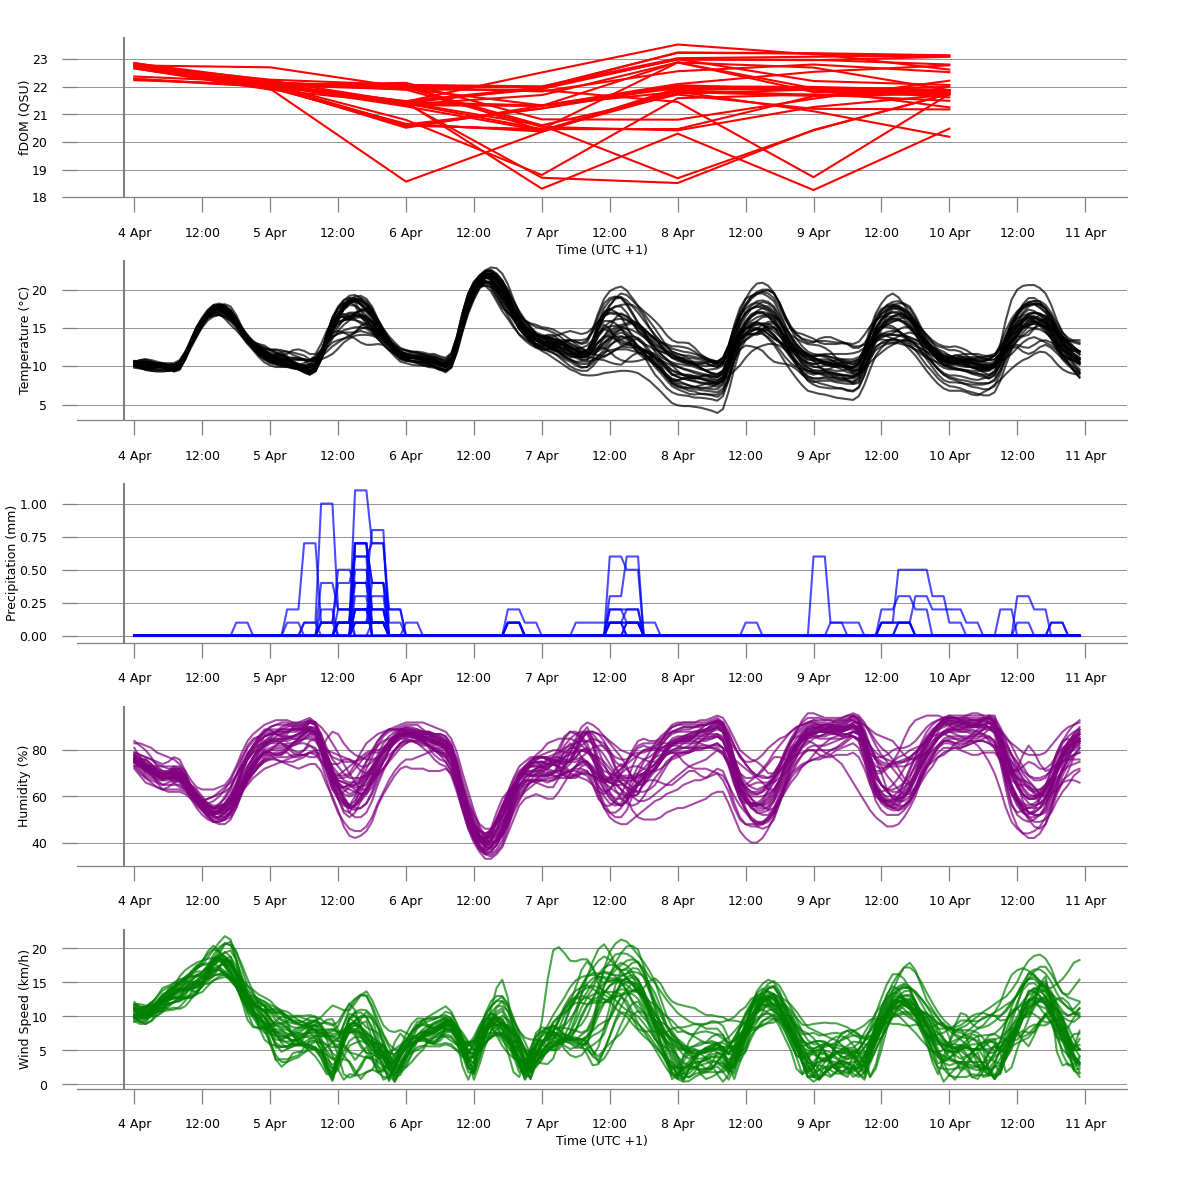 fDOM (QSU)
23
22
21
20
19
18
4 Apr 12:00 5 Apr 12:00 6 Apr 12:00 7 Apr 12:00 8 Apr 12:00 9 Apr 12:00 10 Apr 12:00 11 Apr
Time (UTC +1)
Temperature (°C)
20
15
10
5
4 Apr 12:00 5 Apr 12:00 6 Apr 12:00 7 Apr 12:00 8 Apr 12:00 9 Apr 12:00 10 Apr 12:00 11 Apr
Precipitation (mm)
1.00
0.75
0.50
0.25
0.00
4 Apr 12:00 5 Apr 12:00 6 Apr 12:00 7 Apr 12:00 8 Apr 12:00 9 Apr 12:00 10 Apr 12:00 11 Apr
Humidity (%)
80
60
40
4 Apr 12:00 5 Apr 12:00 6 Apr 12:00 7 Apr 12:00 8 Apr 12:00 9 Apr 12:00 10 Apr 12:00 11 Apr
Wind Speed (km/h)
20
15
10
5
0
4 Apr 12:00 5 Apr 12:00 6 Apr 12:00 7 Apr 12:00 8 Apr 12:00 9 Apr 12:00 10 Apr 12:00 11 Apr
Time (UTC +1)